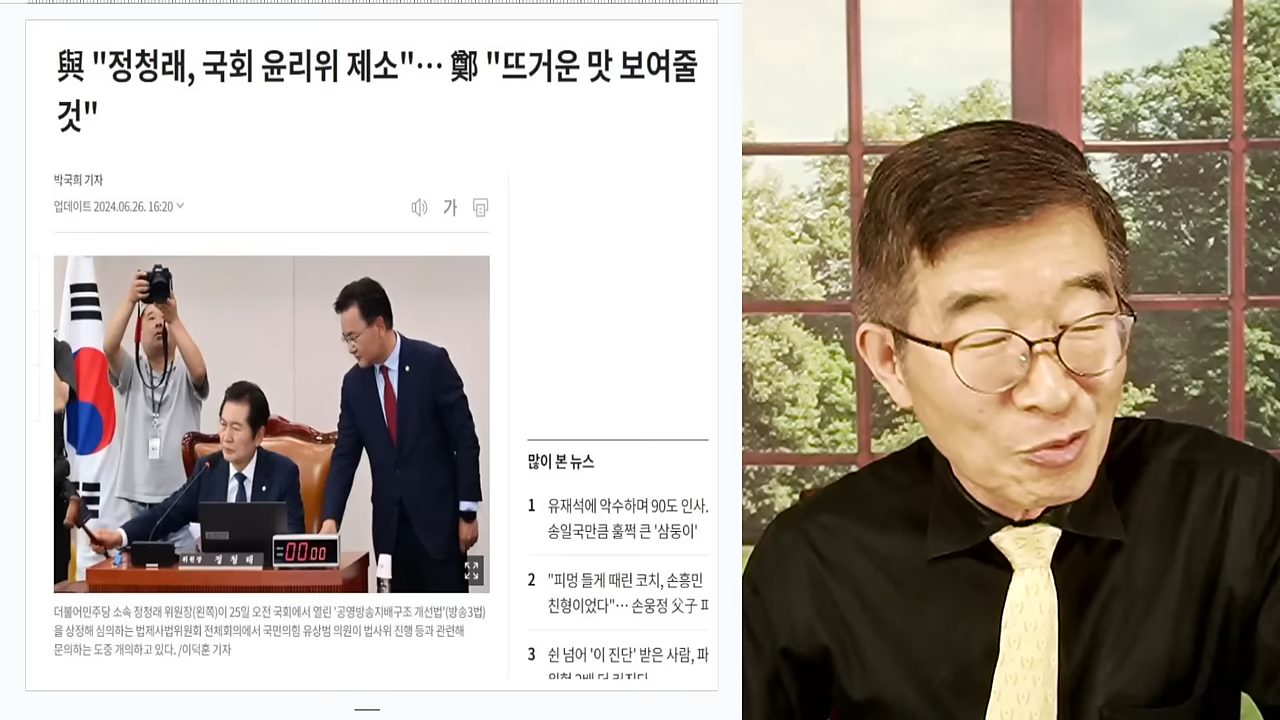 與 "정청래, 국회 윤리위 제소"… 鄭 "뜨거운 맛 보여줄
것"
박국희 기자
업데이트 2024.06.26. 16:20
가
위원장 정청래
00 00
더불어민주당 소속 정청래 위원장(왼쪽)이 25일 오전 국회에서 열린 '공영방송지배구조 개선법'(방송3법)
을 상정해 심의하는 법제사법위원회 전체회의에서 국민의힘 유상범 의원이 법사위 진행 등과 관련해
문의하는 도중 개의하고 있다. /이덕훈 기자
많이 본 뉴스
1 유재석에 악수하며 90도 인사.
송일국만큼 훌쩍 큰 '삼둥이'
2 "피멍 들게 때린 코치, 손흥민
친형이었다"… 손웅정 父子 피
3 쉰 넘어 '이 진단' 받은 사람, 파